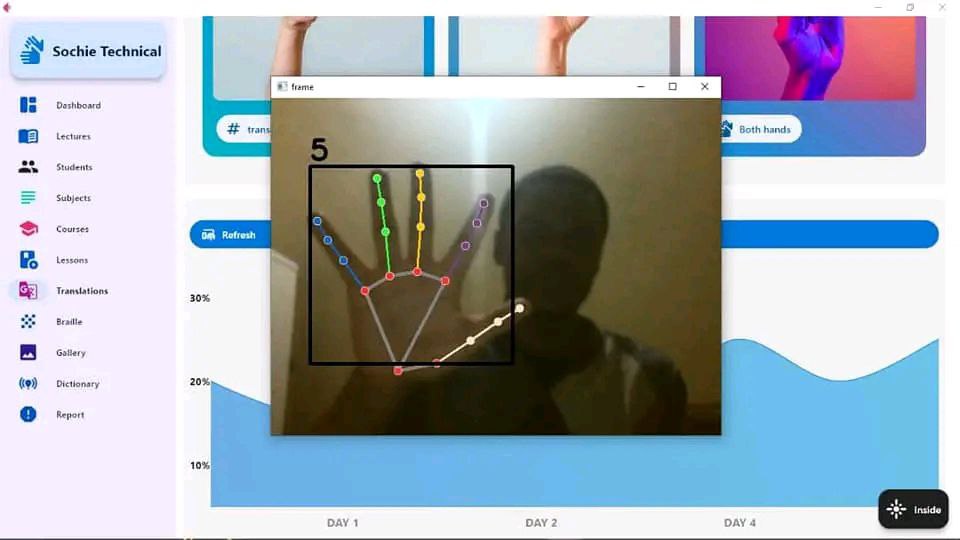 Sochie Technical
Dashboard
Lectures
Students
Subjects
Courses
Lessons
Translations
Braille
Gallery
Dictionary
Report
# trans
Both hands
frame
5
Refresh
30%
20%
10%
DAY 1
DAY 2
DAY 4
Inside